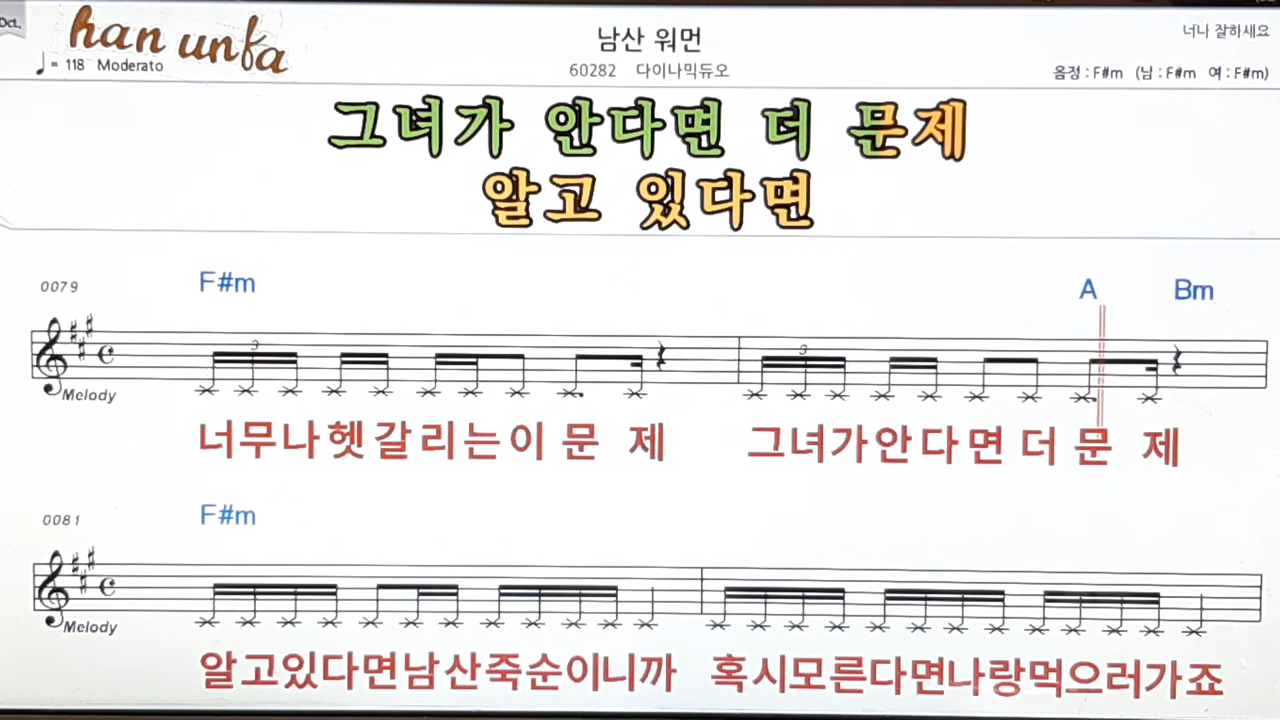 Oct.
han unfa
너나 잘하세요
남산 워먼
♩= 118 Moderato
60282 다이나믹듀오
음정 : F#m (남 : F#m 여 : F#m)
그녀가 안다면 더 문제
알고 있다면
0079
F#m
A
Bm
3
3
Melody
너무나헷갈리는이 문 제 그녀가안다면 더 문 제
0081
F#m
Melody
알고있다면남산죽순이니까 혹시모른다면나랑먹으러가죠